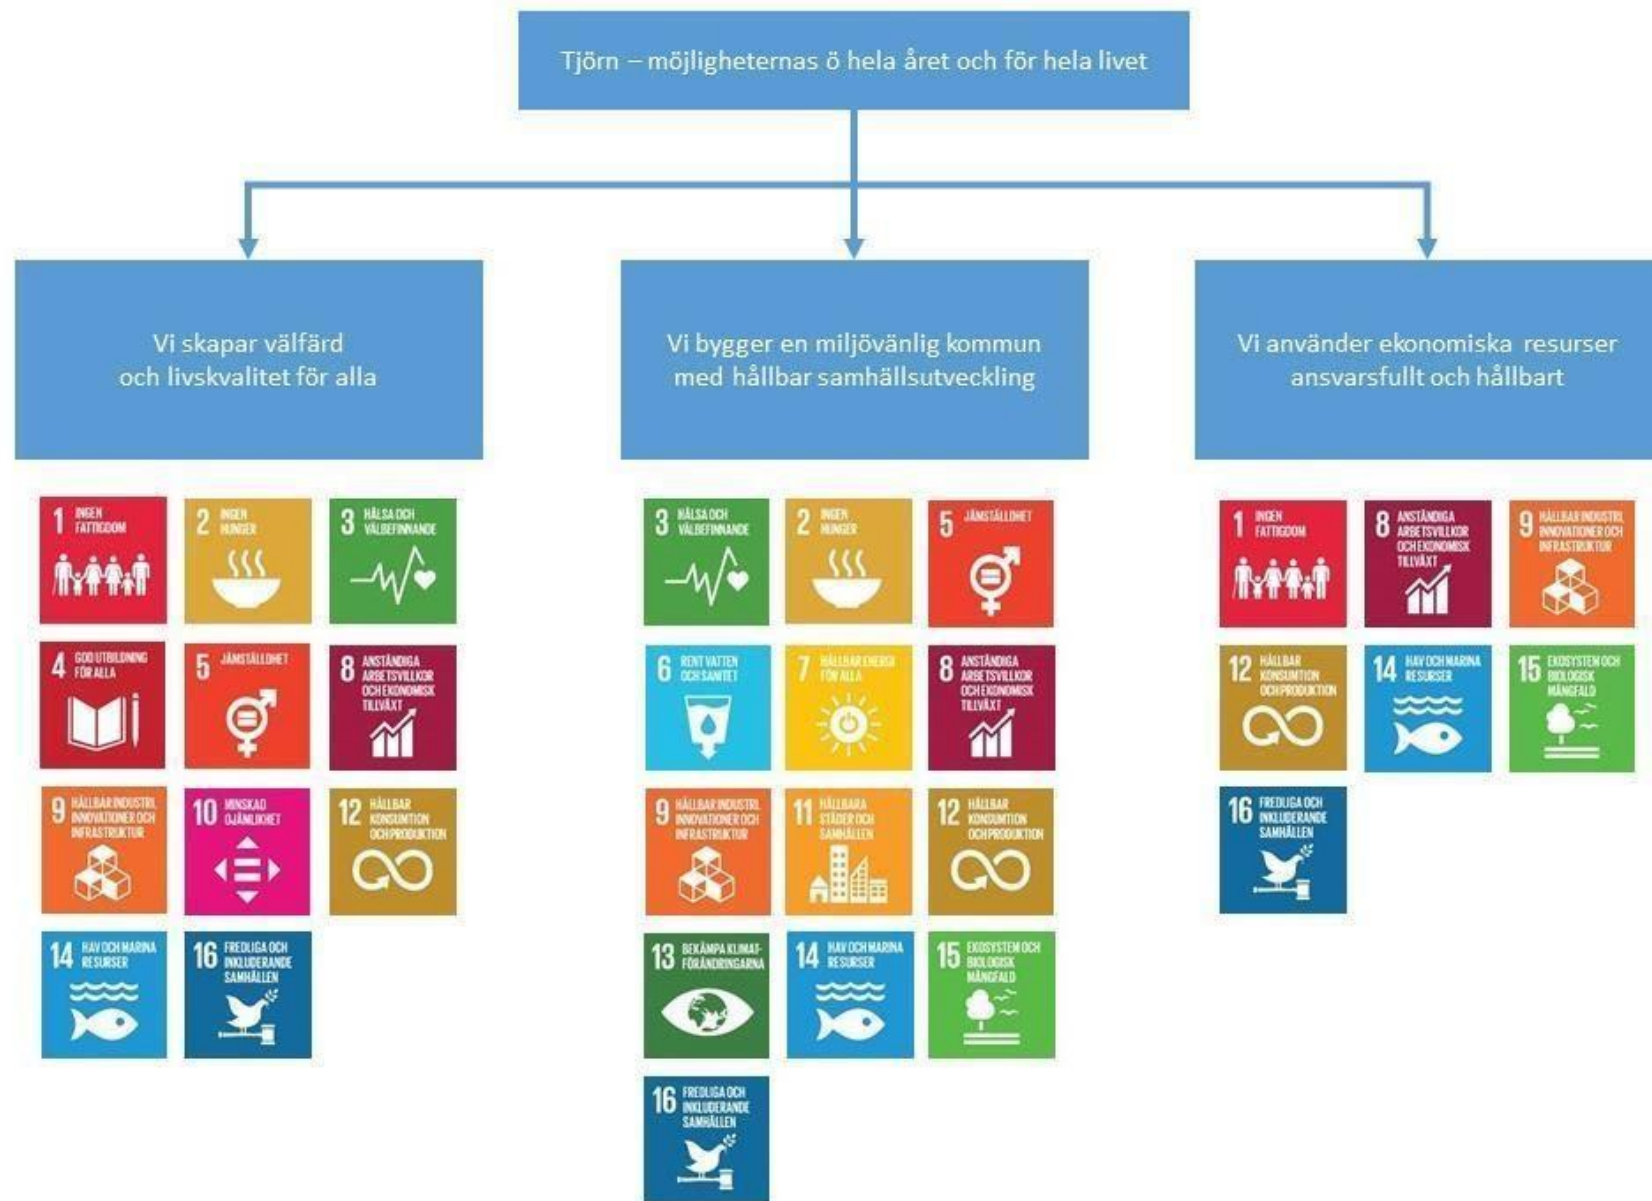 Tjörn – möjligheternas ö hela året och för hela livet
Vi skapar välfärd
och livskvalitet för alla
1 INGEN
FATTIGDOM
2 INGEN
HUNGER
3 HÄLSA OCH
VÄLBEFINNANDE
4 GOD UTBILDNING
FÖR ALLA
5 JÄMSTÄLLDHET
8 ANSTÄNDIGA
ARBETSVILLKOR
OCH EKONOMISK
TILLVÄXT
9 HÅLLBAR INDUSTRI,
INNOVATIONER OCH
INFRASTRUKTUR
10 MINSKAD
OJÄMLIKHET
12 HÅLLBAR
KONSUMTION
OCH PRODUKTION
14 HAV OCH MARINA
RESURSER
16 FREDLIGA OCH
INKLUDERANDE
SAMHÄLLEN
Vi bygger en miljövänlig kommun
med hållbar samhällsutveckling
3 HÄLSA OCH
VÄLBEFINNANDE
2 INGEN
HUNGER
5 JÄMSTÄLLDHET
6 RENT VATTEN
OCH SANITET
7 HÅLLBAR ENERGI
FÖR ALLA
8 ANSTÄNDIGA
ARBETSVILLKOR
OCH EKONOMISK
TILLVÄXT
9 HÅLLBAR INDUSTRI,
INNOVATIONER OCH
INFRASTRUKTUR
11 HÅLLBARA
STÄDER OCH
SAMHÄLLEN
12 HÅLLBAR
KONSUMTION
OCH PRODUKTION
13 BEKÄMPA KLIMAT-
FÖRÄNDRINGARNA
14 HAV OCH MARINA
RESURSER
15 EKOSYSTEM OCH
BIOLOGISK
MÅNGFALD
16 FREDLIGA OCH
INKLUDERANDE
SAMHÄLLEN
Vi använder ekonomiska resurser
ansvarsfullt och hållbart
1 INGEN
FATTIGDOM
8 ANSTÄNDIGA
ARBETSVILLKOR
OCH EKONOMISK
TILLVÄXT
9 HÅLLBAR INDUSTRI,
INNOVATIONER OCH
INFRASTRUKTUR
12 HÅLLBAR
KONSUMTION
OCH PRODUKTION
14 HAV OCH MARINA
RESURSER
15 EKOSYSTEM OCH
BIOLOGISK
MÅNGFALD
16 FREDLIGA OCH
INKLUDERANDE
SAMHÄLLEN